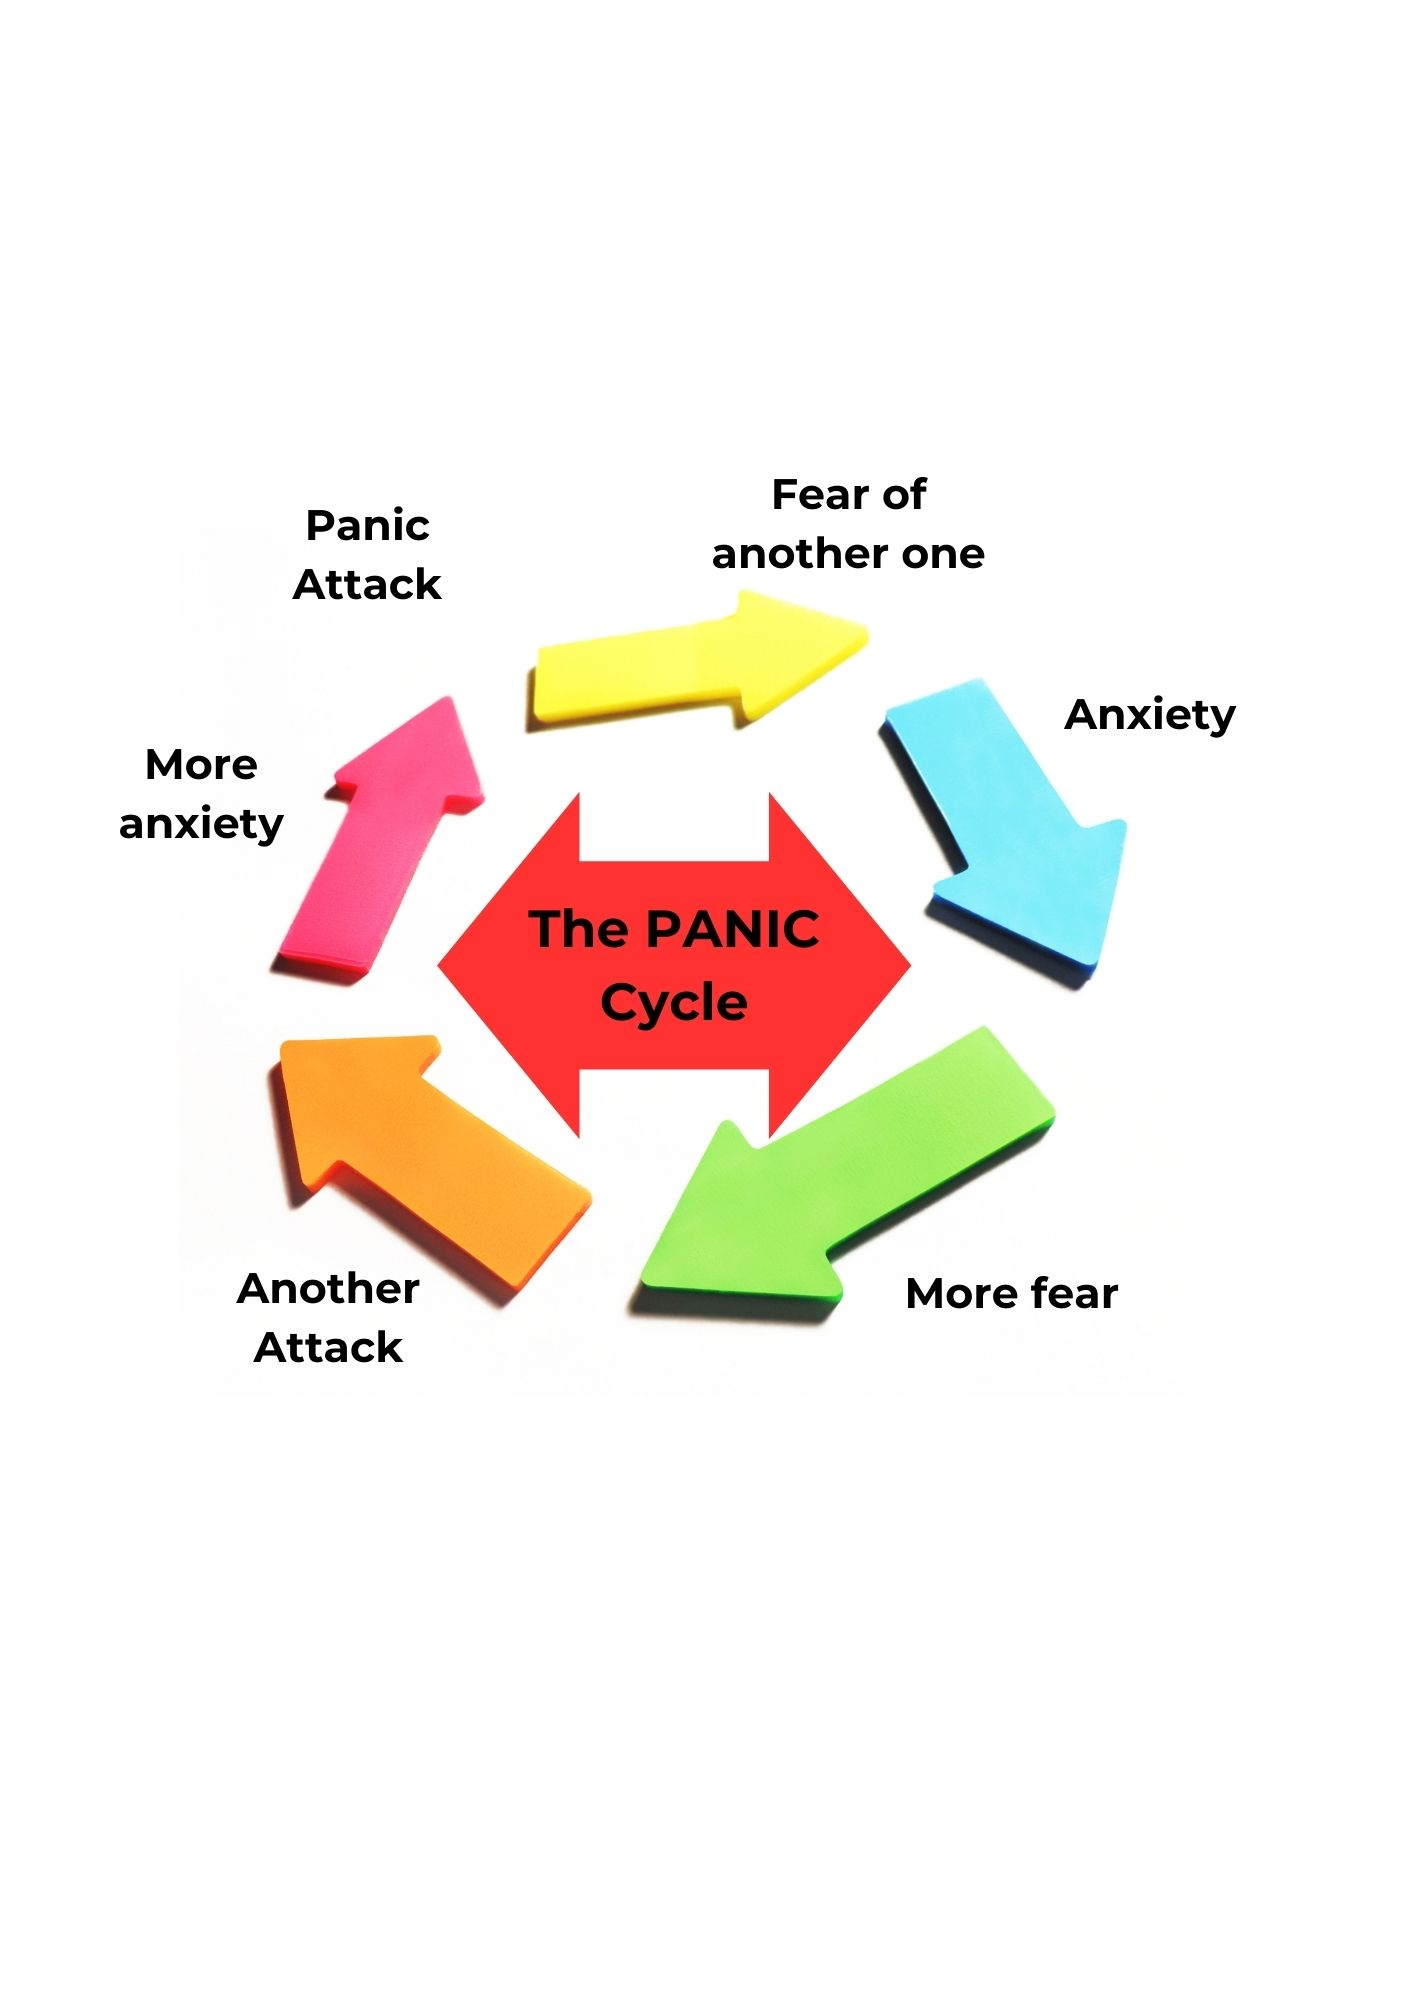 Panic
Attack
Fear of
another one
Anxiety
More fear
Another
Attack
More
anxiety
The PANIC
Cycle